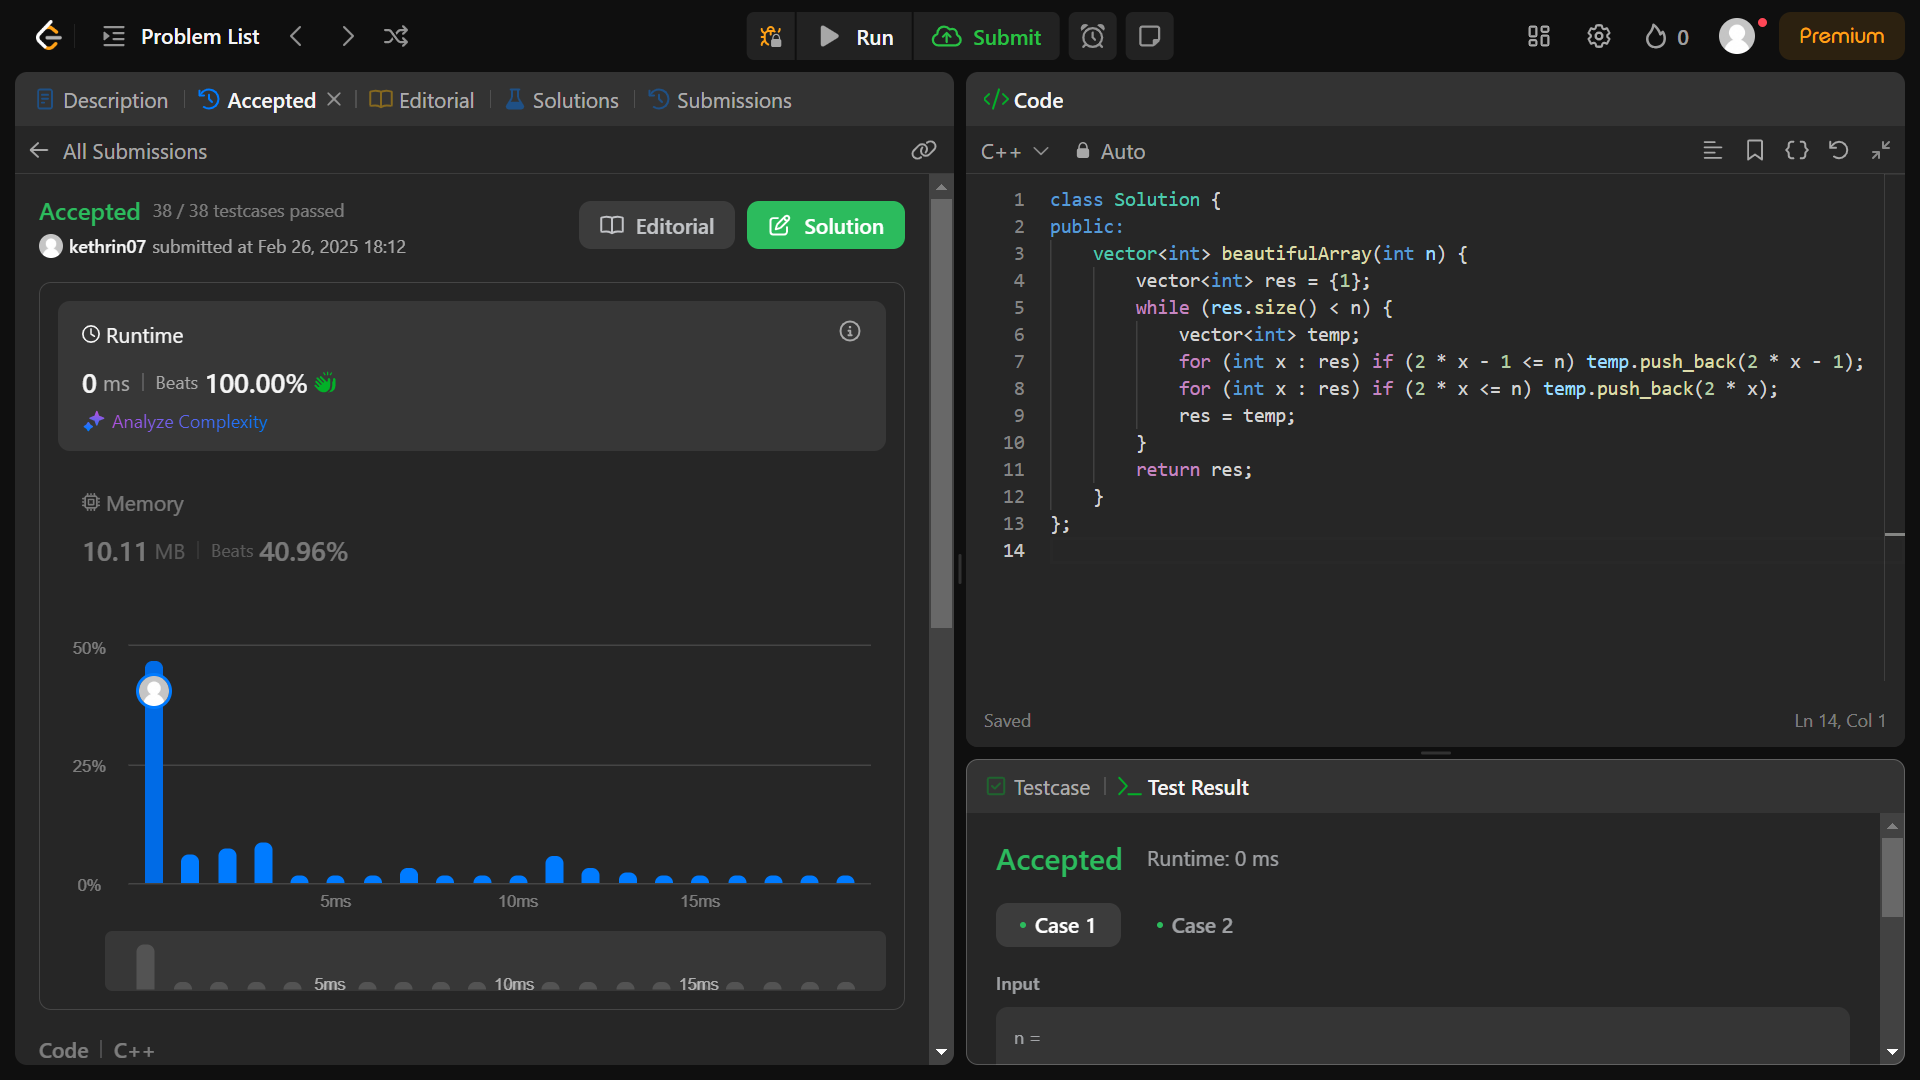 Problem List
Run
Submit
0
Premium
Description
Accepted
Editorial
Solutions
Submissions
All Submissions
Accepted 38 / 38 testcases passed
kethrin07 submitted at Feb 26, 2025 18:12
Editorial
Solution
Runtime
0 ms Beats 100.00%
Analyze Complexity
Memory
10.11 MB Beats 40.96%
50%
25%
0%
5ms 10ms 15ms
5ms 10ms 15ms
Code C++
</> Code
C++ Auto
1 class Solution {
2 public:
3     vector<int> beautifulArray(int n) {
4         vector<int> res = {1};
5         while (res.size() < n) {
6             vector<int> temp;
7             for (int x : res) if (2 * x - 1 <= n) temp.push_back(2 * x - 1);
8             for (int x : res) if (2 * x <= n) temp.push_back(2 * x);
9             res = temp;
10         }
11         return res;
12     }
13 };
14
Saved Ln 14, Col 1
Testcase
Test Result
Accepted Runtime: 0 ms
• Case 1 • Case 2
Input
n =